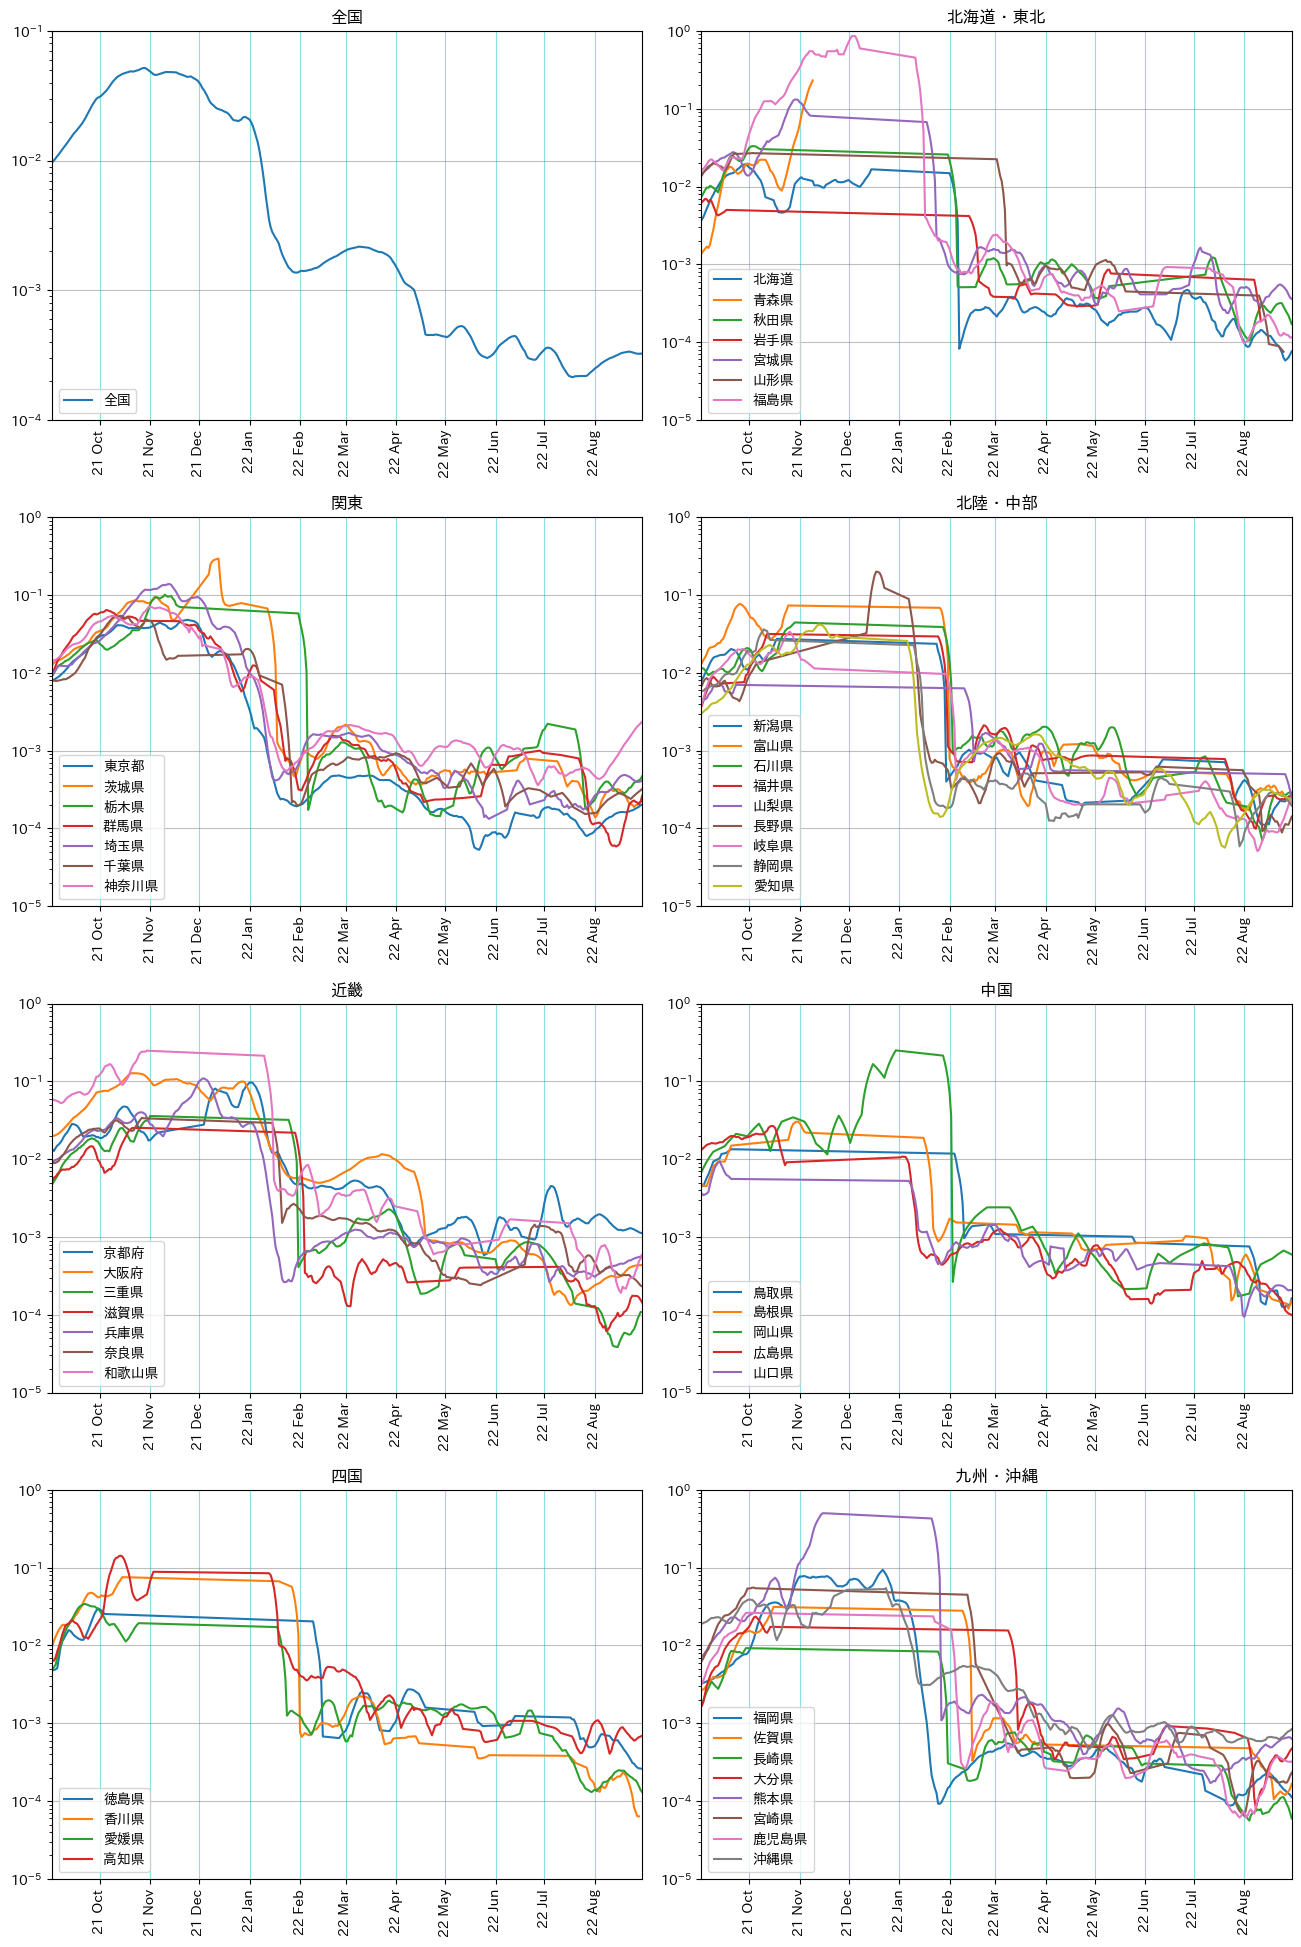 全国
北海道・東北
10⁻¹
10⁻²
10⁻³
10⁻⁴
全国
21 Oct
21 Nov
21 Dec
22 Jan
22 Feb
22 Mar
22 Apr
22 May
22 Jun
22 Jul
22 Aug
10⁰
10⁻¹
10⁻²
10⁻³
10⁻⁴
10⁻⁵
北海道
青森県
秋田県
岩手県
宮城県
山形県
福島県
21 Oct
21 Nov
21 Dec
22 Jan
22 Feb
22 Mar
22 Apr
22 May
22 Jun
22 Jul
22 Aug
関東
北陸・中部
10⁰
10⁻¹
10⁻²
10⁻³
10⁻⁴
10⁻⁵
東京都
茨城県
栃木県
群馬県
埼玉県
千葉県
神奈川県
21 Oct
21 Nov
21 Dec
22 Jan
22 Feb
22 Mar
22 Apr
22 May
22 Jun
22 Jul
22 Aug
10⁰
10⁻¹
10⁻²
10⁻³
10⁻⁴
10⁻⁵
新潟県
富山県
石川県
福井県
山梨県
長野県
岐阜県
静岡県
愛知県
21 Oct
21 Nov
21 Dec
22 Jan
22 Feb
22 Mar
22 Apr
22 May
22 Jun
22 Jul
22 Aug
近畿
中国
10⁰
10⁻¹
10⁻²
10⁻³
10⁻⁴
10⁻⁵
京都府
大阪府
三重県
滋賀県
兵庫県
奈良県
和歌山県
21 Oct
21 Nov
21 Dec
22 Jan
22 Feb
22 Mar
22 Apr
22 May
22 Jun
22 Jul
22 Aug
10⁰
10⁻¹
10⁻²
10⁻³
10⁻⁴
10⁻⁵
鳥取県
島根県
岡山県
広島県
山口県
21 Oct
21 Nov
21 Dec
22 Jan
22 Feb
22 Mar
22 Apr
22 May
22 Jun
22 Jul
22 Aug
四国
九州・沖縄
10⁰
10⁻¹
10⁻²
10⁻³
10⁻⁴
10⁻⁵
徳島県
香川県
愛媛県
高知県
21 Oct
21 Nov
21 Dec
22 Jan
22 Feb
22 Mar
22 Apr
22 May
22 Jun
22 Jul
22 Aug
10⁰
10⁻¹
10⁻²
10⁻³
10⁻⁴
10⁻⁵
福岡県
佐賀県
長崎県
大分県
熊本県
宮崎県
鹿児島県
沖縄県
21 Oct
21 Nov
21 Dec
22 Jan
22 Feb
22 Mar
22 Apr
22 May
22 Jun
22 Jul
22 Aug